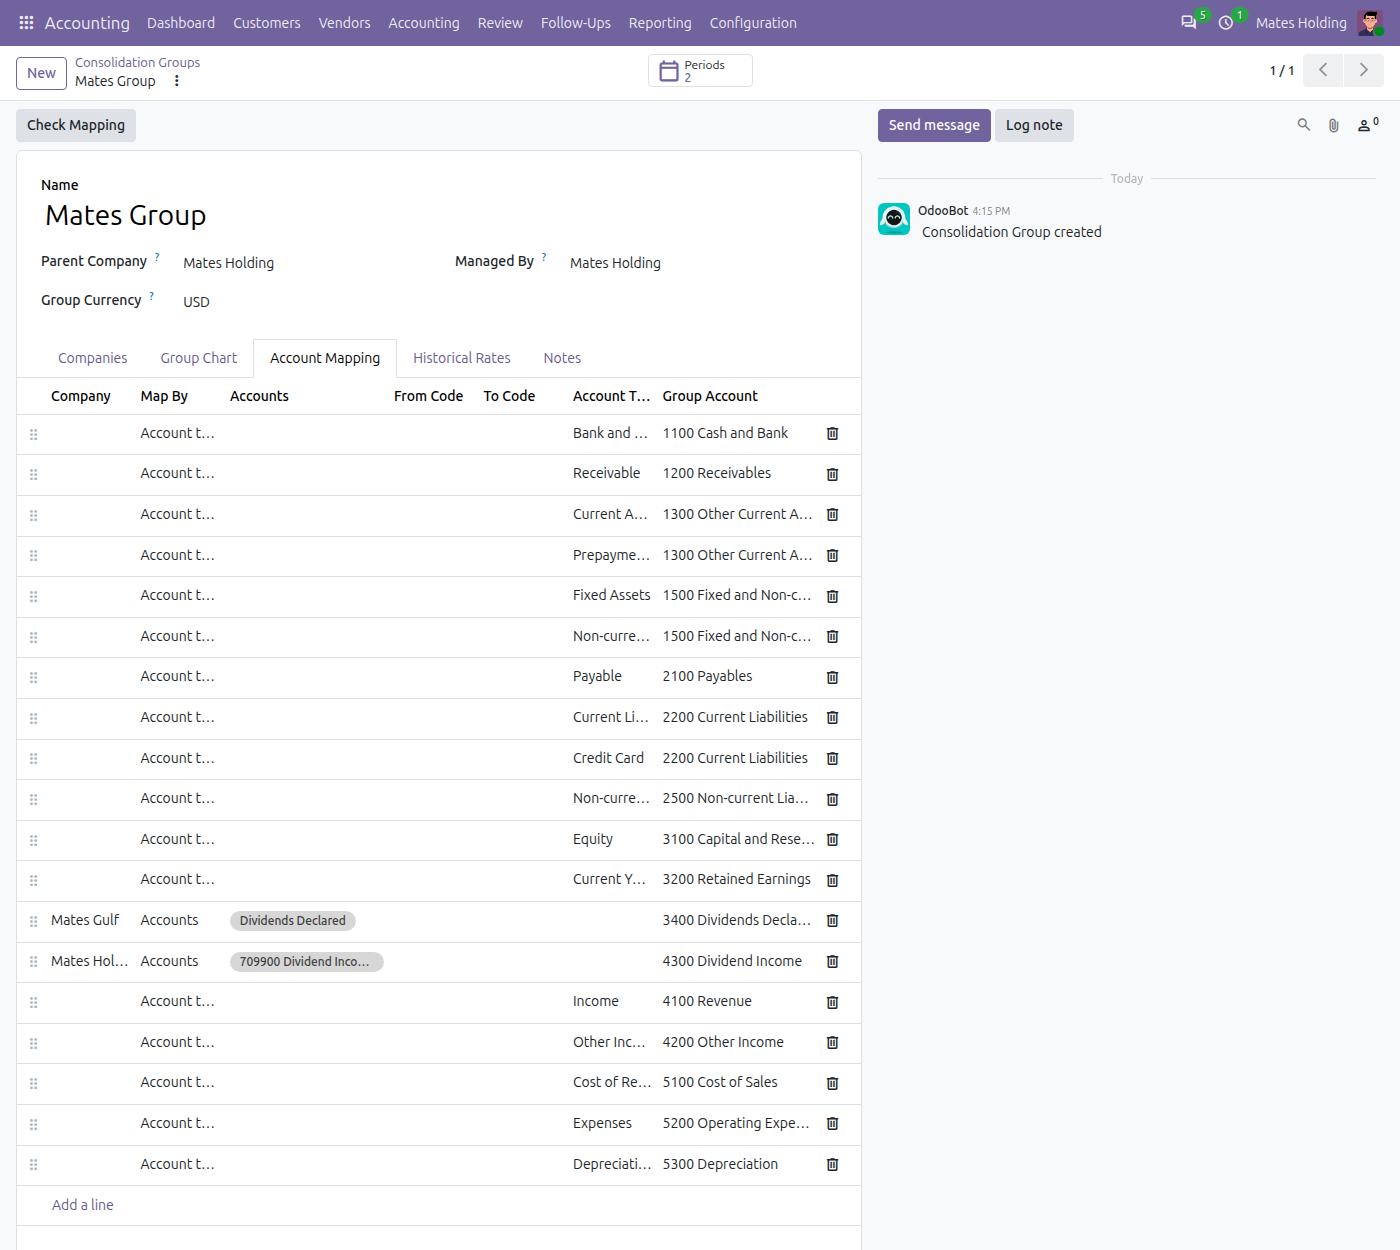 Accounting Dashboard Customers Vendors Accounting Review Follow-Ups Reporting Configuration 5 1 Mates Holding
New Consolidation Groups
Mates Group
Periods
2
1 / 1
Check Mapping
Send message Log note 0
Today
OdooBot 4:15 PM
Consolidation Group created
Name
Mates Group
Parent Company ? Mates Holding
Managed By ? Mates Holding
Group Currency ? USD
Companies Group Chart Account Mapping Historical Rates Notes
Company Map By Accounts From Code To Code Account T... Group Account
Account t... Bank and ... 1100 Cash and Bank
Account t... Receivable 1200 Receivables
Account t... Current A... 1300 Other Current A...
Account t... Prepayme... 1300 Other Current A...
Account t... Fixed Assets 1500 Fixed and Non-c...
Account t... Non-curre... 1500 Fixed and Non-c...
Account t... Payable 2100 Payables
Account t... Current Li... 2200 Current Liabilities
Account t... Credit Card 2200 Current Liabilities
Account t... Non-curre... 2500 Non-current Lia...
Account t... Equity 3100 Capital and Rese...
Account t... Current Y... 3200 Retained Earnings
Mates Gulf Accounts Dividends Declared 3400 Dividends Decla...
Mates Hol... Accounts 709900 Dividend Inco... 4300 Dividend Income
Account t... Income 4100 Revenue
Account t... Other Inc... 4200 Other Income
Account t... Cost of Re... 5100 Cost of Sales
Account t... Expenses 5200 Operating Expe...
Account t... Depreciati... 5300 Depreciation
Add a line